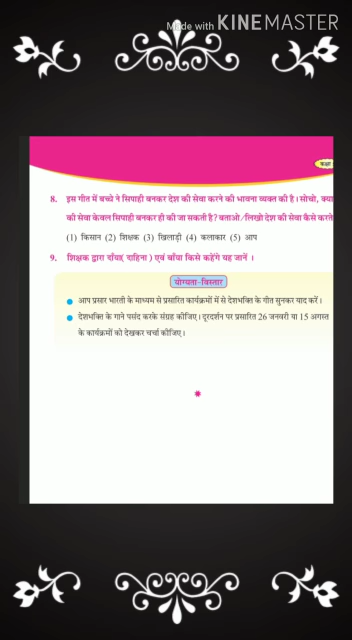 Made with KINEMASTER
कक्षा
8. इस गीत में बच्चे ने सिपाही बनकर देश की सेवा करने की भावना व्यक्त की है। सोचो, क्या
की सेवा केवल सिपाही बनकर ही की जा सकती है? बताओ/लिखो देश की सेवा कैसे करते
(1) किसान (2) शिक्षक (3) खिलाड़ी (4) कलाकार (5) आप
9. शिक्षक द्वारा दाँया( दाहिना ) एवं बाँया किसे कहेंगे यह जानें ।
योग्यता-विस्तार
● आप प्रसार भारती के माध्यम से प्रसारित कार्यक्रमों में से देशभक्ति के गीत सुनकर याद करें।
● देशभक्ति के गाने पसंद करके संग्रह कीजिए। दूरदर्शन पर प्रसारित 26 जनवरी या 15 अगस्त
के कार्यक्रमों को देखकर चर्चा कीजिए।